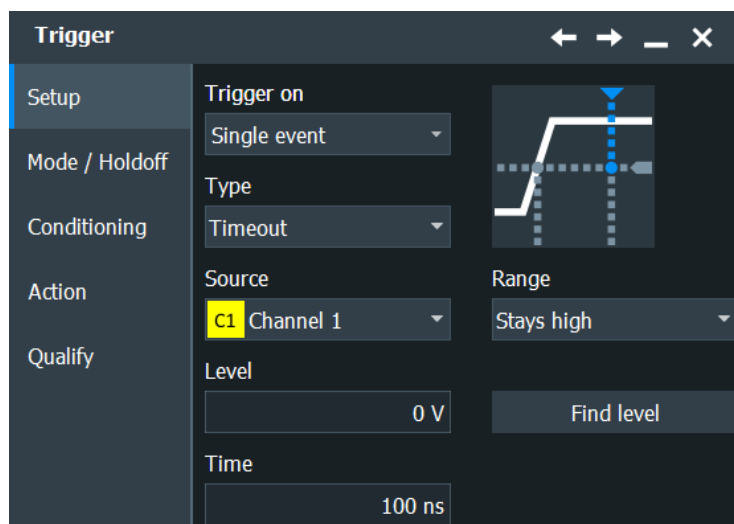 Trigger
Setup
Mode / Holdoff
Conditioning
Action
Qualify
Trigger on
Single event
Type
Timeout
Source
C1 Channel 1
Range
Stays high
Level
0 V
Find level
Time
100 ns